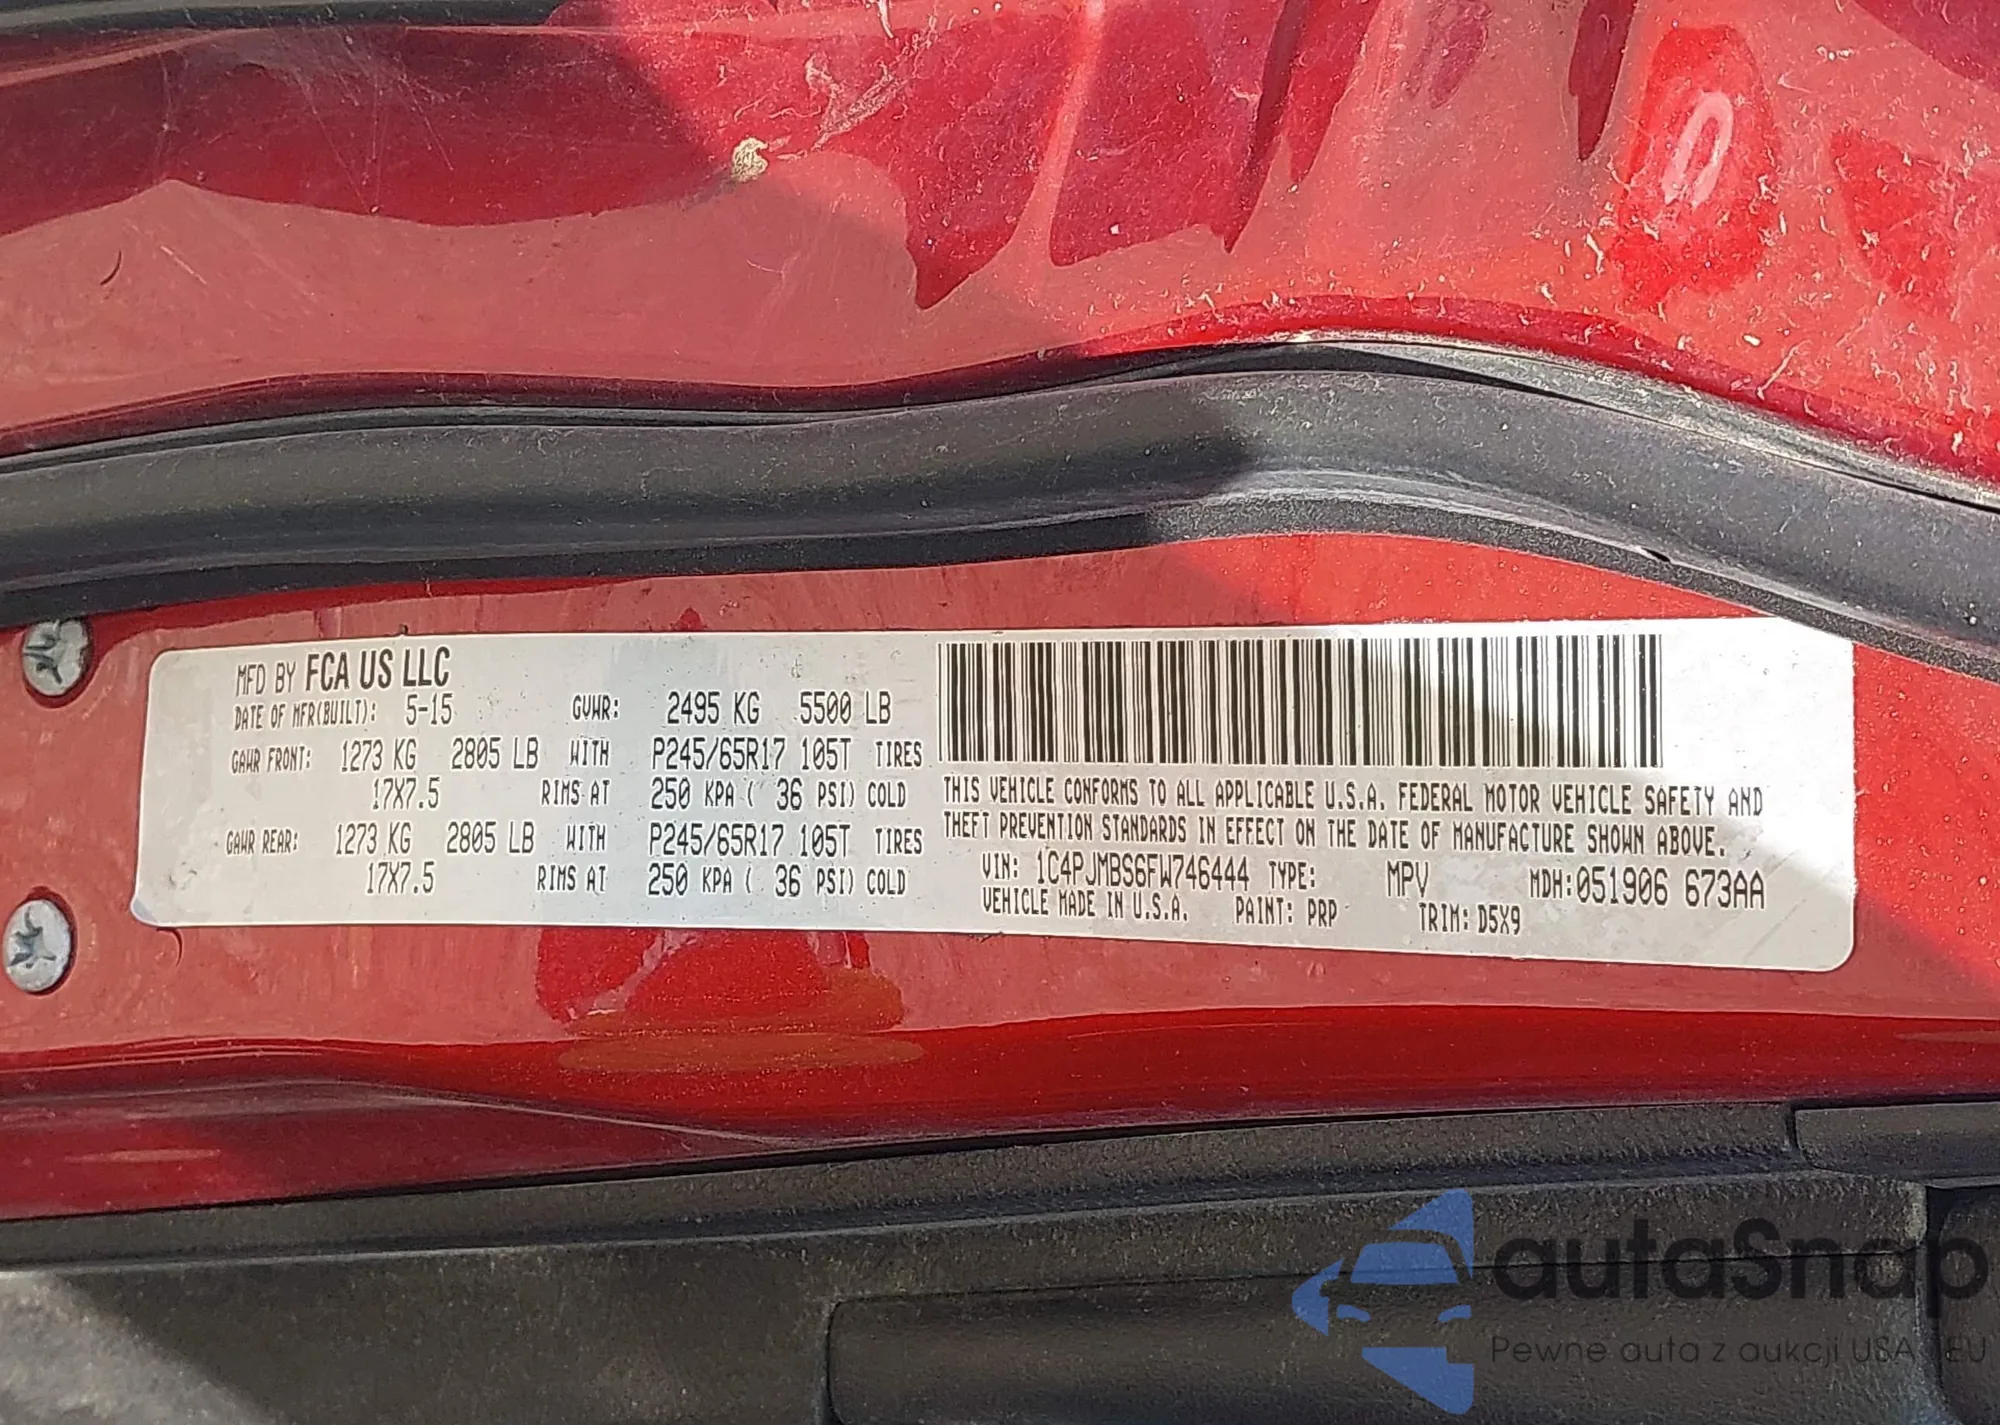 MFD BY FCA US LLC
DATE OF MFR(BUILT): 5-15 GVWR: 2495 KG 5500 LB
GAWR FRONT: 1273 KG 2805 LB WITH P245/65R17 105T TIRES
17X7.5 RIMS AT 250 KPA ( 36 PSI) COLD
GAWR REAR: 1273 KG 2805 LB WITH P245/65R17 105T TIRES
17X7.5 RIMS AT 250 KPA ( 36 PSI) COLD
THIS VEHICLE CONFORMS TO ALL APPLICABLE U.S.A. FEDERAL MOTOR VEHICLE SAFETY AND
THEFT PREVENTION STANDARDS IN EFFECT ON THE DATE OF MANUFACTURE SHOWN ABOVE.
VIN: 1C4PJMBS6FW746444 TYPE: MPV MDH:051906 673AA
VEHICLE MADE IN U.S.A. PAINT: PRP TRIM: D5X9
autaSnap
Pewne auta z aukcji USA i EU